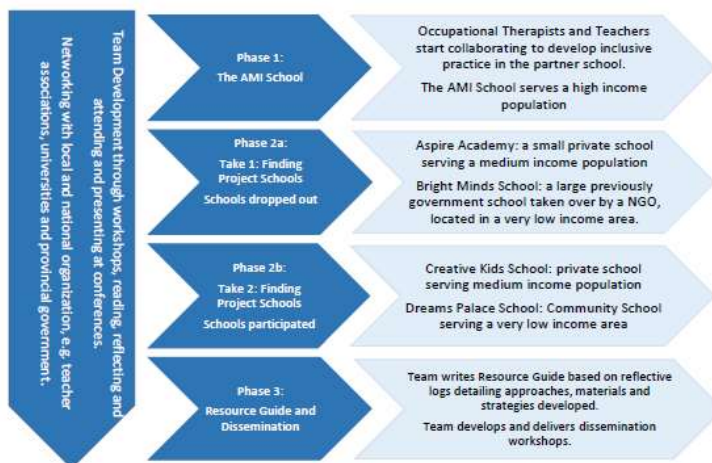 Team Development through workshops, reading, reflecting and
attending and presenting at conferences.
Networking with local and national organization, e.g. teacher
associations, universities and provincial government.
Phase 1:
The AMI School
Occupational Therapists and Teachers
start collaborating to develop inclusive
practice in the partner school.
The AMI School serves a high income
population
Phase 2a:
Take 1: Finding
Project Schools
Schools dropped out
Aspire Academy: a small private school
serving a medium income population
Bright Minds School: a large previously
government school taken over by a NGO,
located in a very low income area.
Phase 2b:
Take 2: Finding
Project Schools
Schools participated
Creative Kids School: private school
serving medium income population
Dreams Palace School: Community School
serving a very low income area
Phase 3:
Resource Guide and
Dissemination
Team writes Resource Guide based on reflective
logs detailing approaches, materials and
strategies developed.
Team develops and delivers dissemination
workshops.